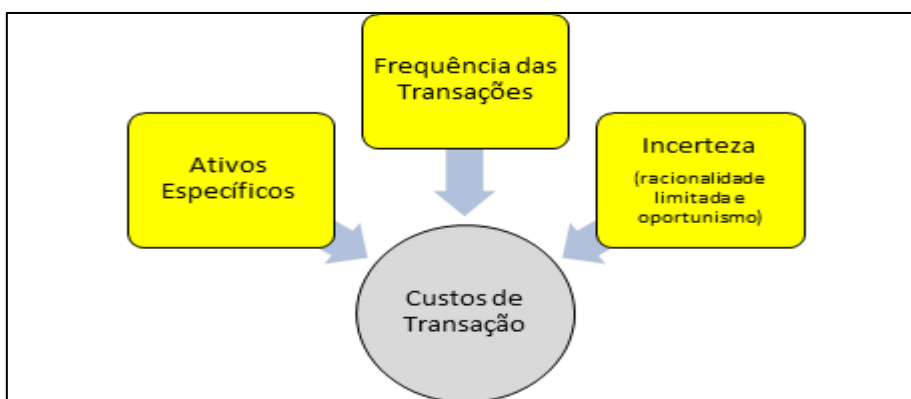 Frequência das
Transações
Ativos
Específicos
Incerteza
(racionalidade
limitada e
oportunismo)
Custos de
Transação